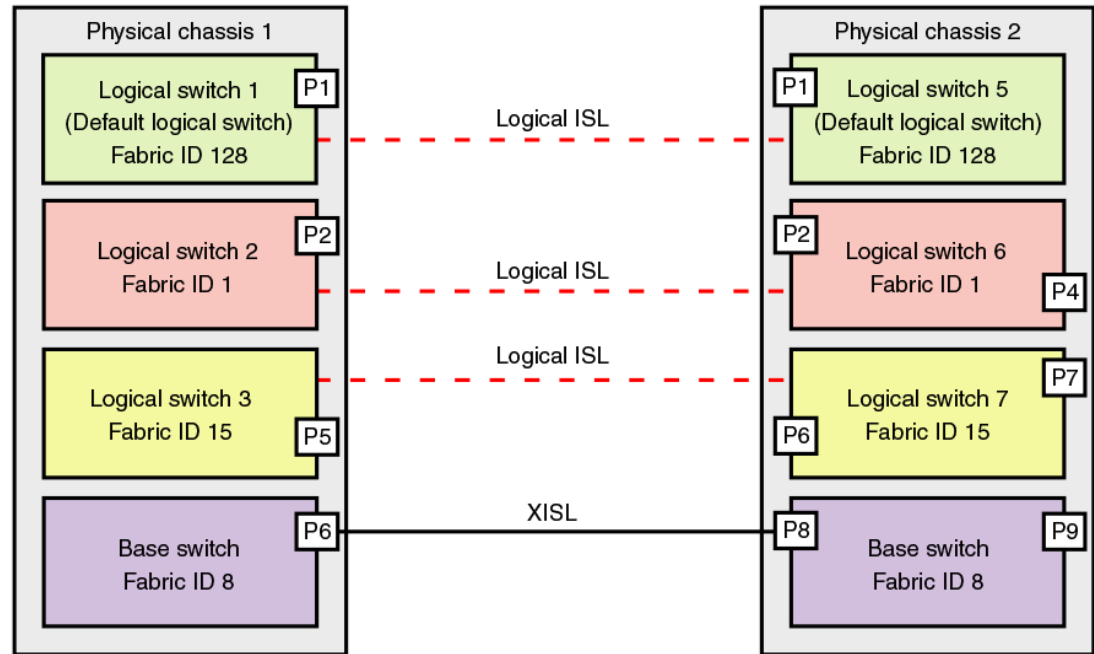 Physical chassis 1
Logical switch 1
(Default logical switch)
Fabric ID 128
P1
Logical switch 2
Fabric ID 1
P2
Logical switch 3
Fabric ID 15
P5
Base switch
Fabric ID 8
P6
Logical ISL
Logical ISL
Logical ISL
XISL
Physical chassis 2
P1
Logical switch 5
(Default logical switch)
Fabric ID 128
P2
Logical switch 6
Fabric ID 1
P4
P7
Logical switch 7
Fabric ID 15
P6
P8
P9
Base switch
Fabric ID 8